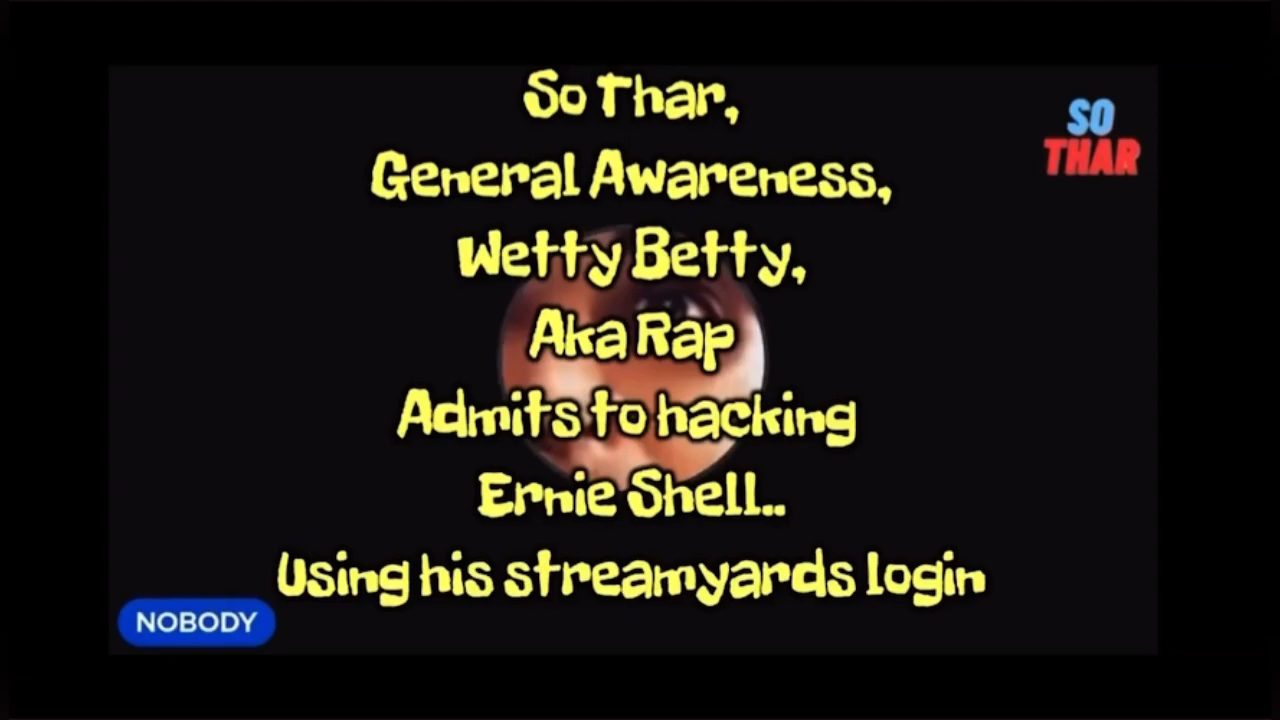 So Thar,
General Awareness,
Wetty Betty,
Aka Rap
Admits to hacking
Ernie Shell..
Using his streamyards login
SO
THAR
NOBODY